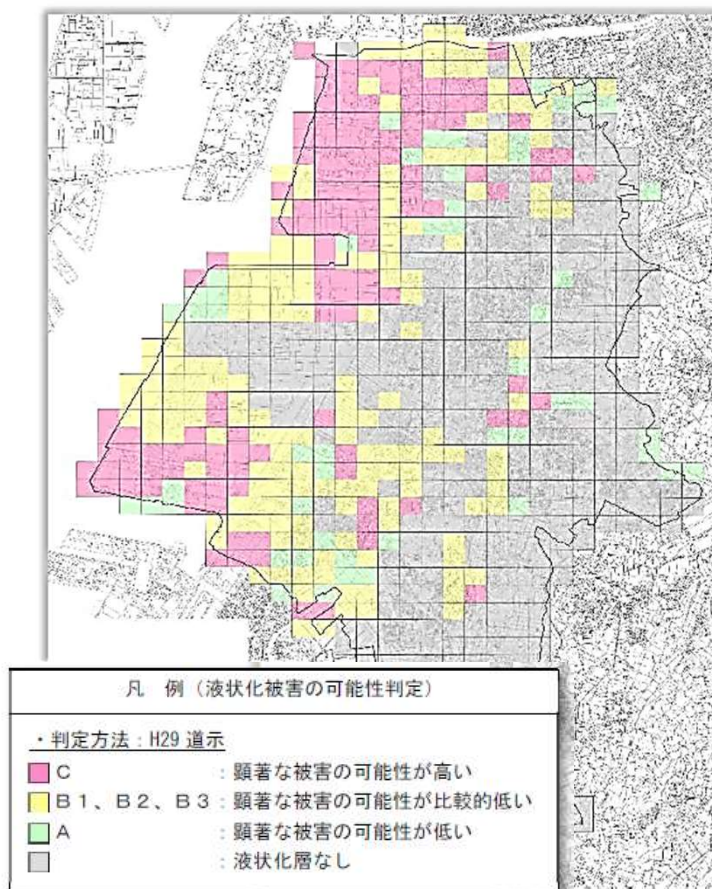 凡 例（液状化被害の可能性判定）
・判定方法：H29 道示
C ：顕著な被害の可能性が高い
B１、B２、B３：顕著な被害の可能性が比較的低い
A ：顕著な被害の可能性が低い
：液状化層なし